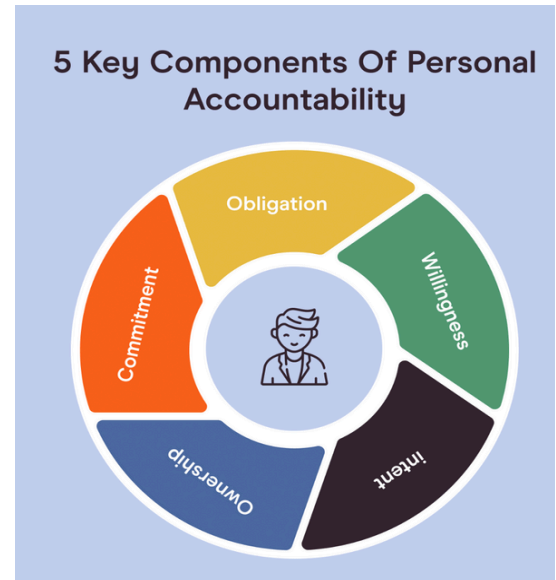 5 Key Components Of Personal
Accountability
Obligation
Willingness
intent
Ownership
Commitment